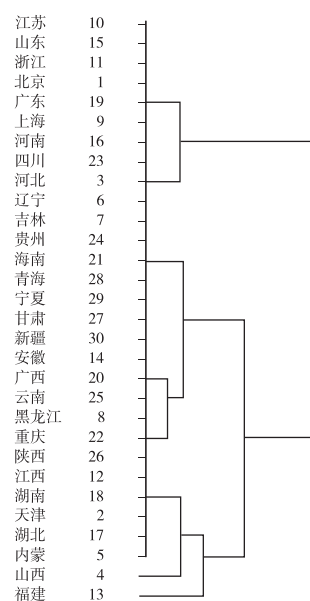 江苏 10
山东 15
浙江 11
北京 1
广东 19
上海 9
河南 16
四川 23
河北 3
辽宁 6
吉林 7
贵州 24
海南 21
青海 28
宁夏 29
甘肃 27
新疆 30
安徽 14
广西 20
云南 25
黑龙江 8
重庆 22
陕西 26
江西 12
湖南 18
天津 2
湖北 17
内蒙 5
山西 4
福建 13